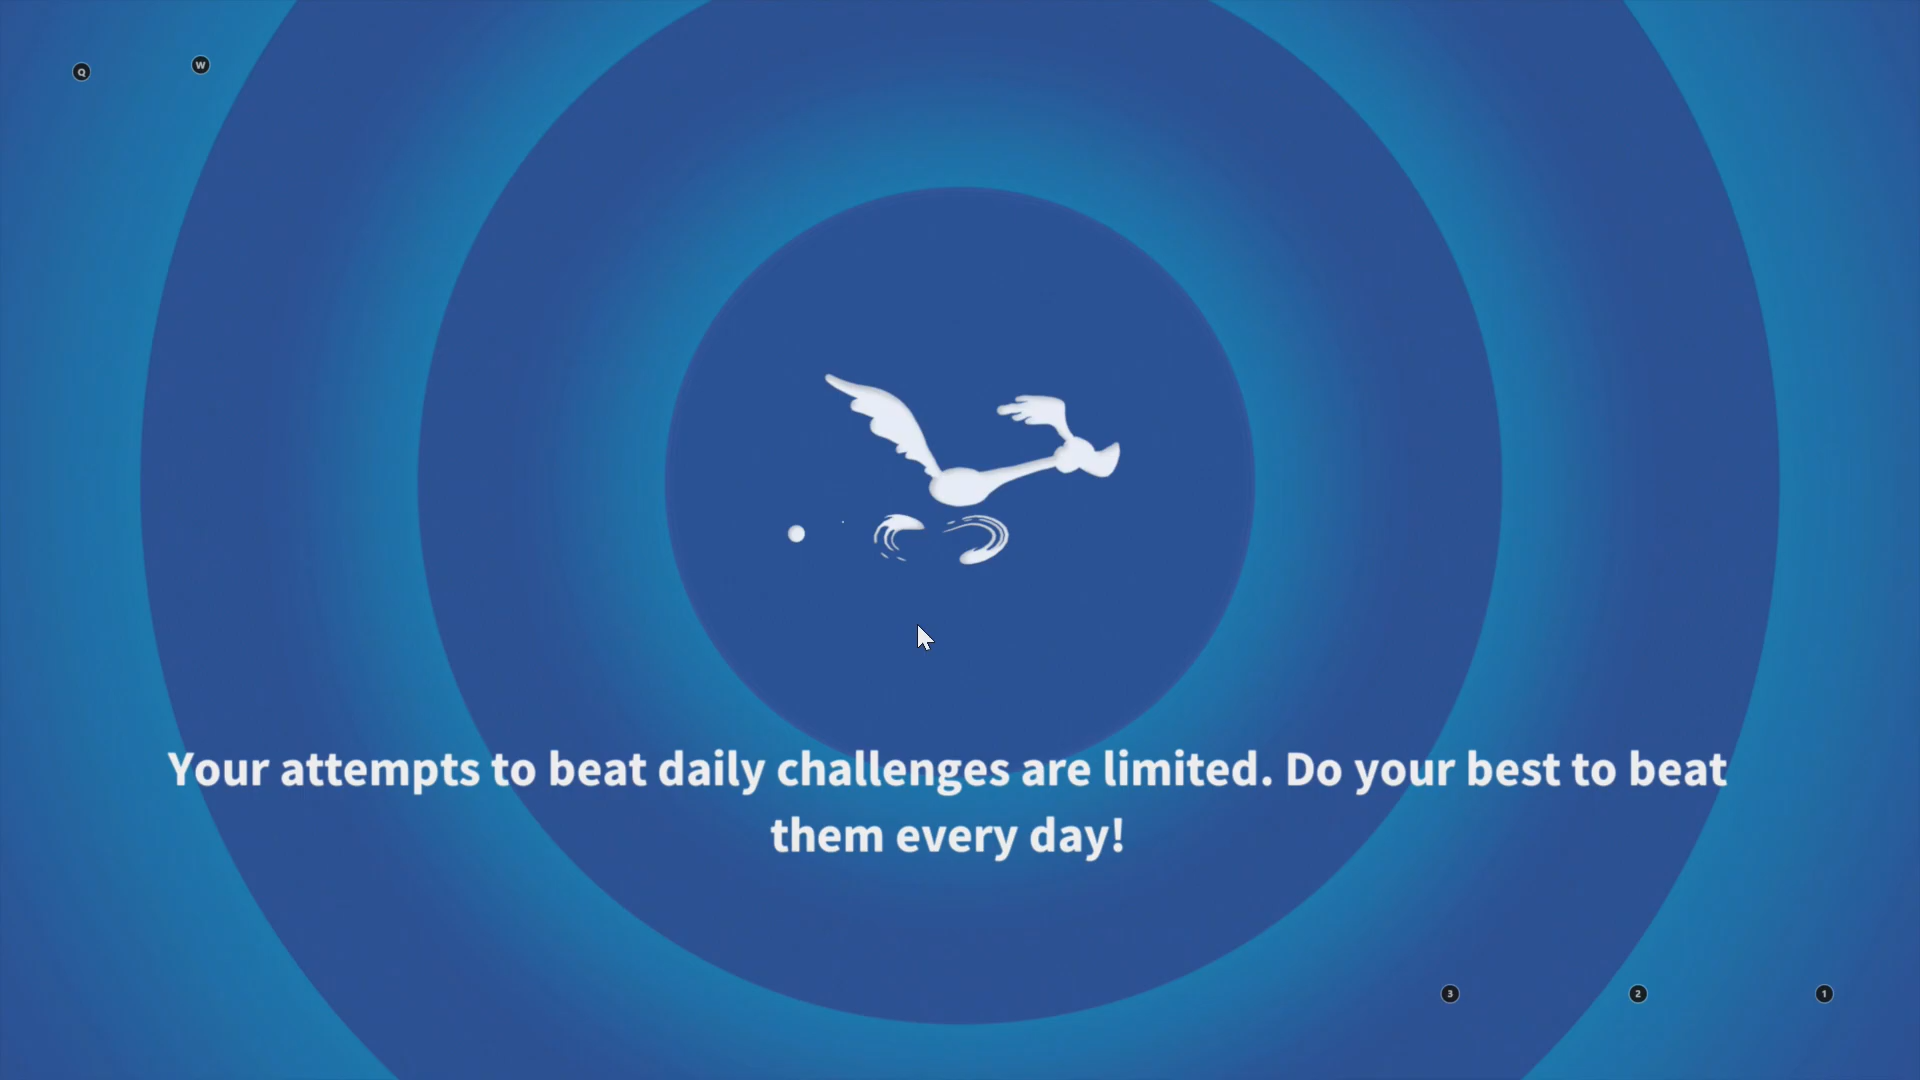 Q
W
Your attempts to beat daily challenges are limited. Do your best to beat
them every day!
3
2
1